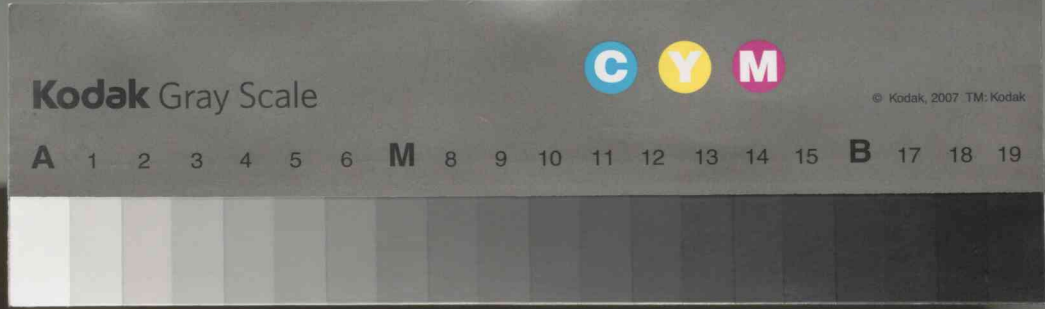 C Y M
Kodak Gray Scale
© Kodak, 2007 TM: Kodak
A 1 2 3 4 5 6 M 8 9 10 11 12 13 14 15 B 17 18 19